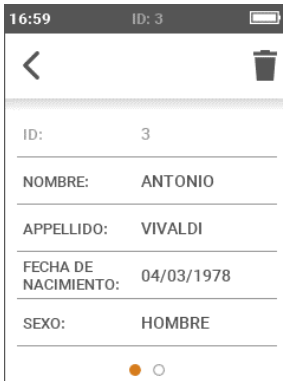 16:59 ID: 3
ID: 3
NOMBRE: ANTONIO
APPELLIDO: VIVALDI
FECHA DE
NACIMIENTO: 04/03/1978
SEXO: HOMBRE